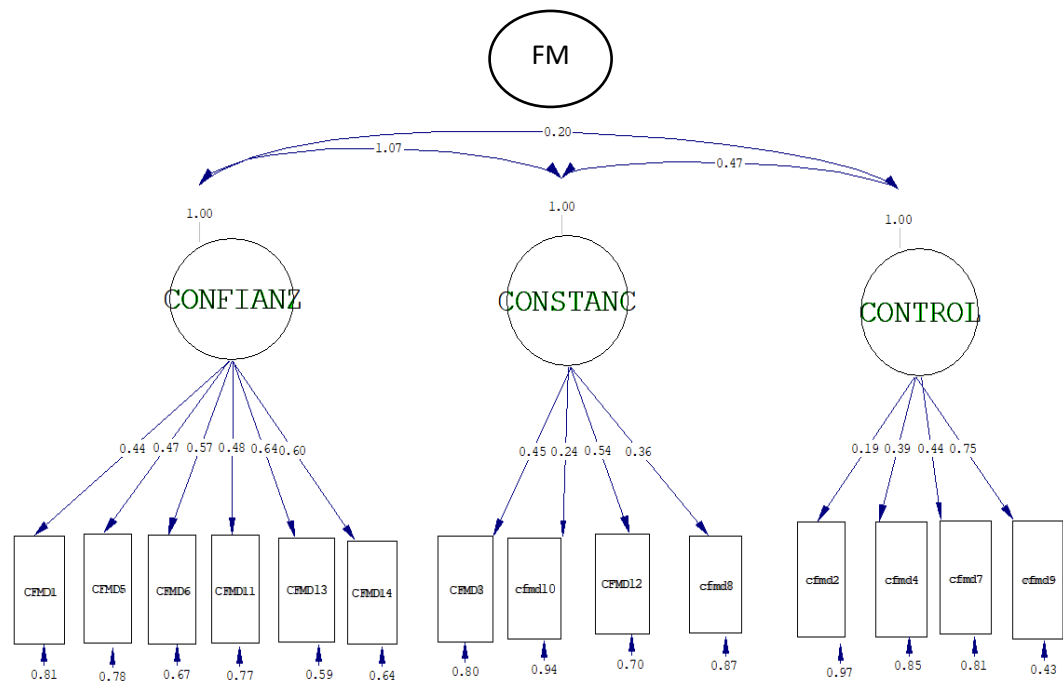 FM
0.20
1.07
0.47
1.00
1.00
1.00
CONFIANZ
CONSTANC
CONTROL
0.44 0.47 0.57 0.48 0.64 0.60
0.45 0.24 0.54 0.36
0.19 0.39 0.44 0.75
CFMD1 CFMD5 CFMD6 CFMD11 CFMD13 CFMD14
CFMD3 cfmd10 CFMD12 cfmd8
cfmd2 cfmd4 cfmd7 cfmd9
0.81 0.78 0.67 0.77 0.59 0.64
0.80 0.94 0.70 0.87
0.97 0.85 0.81 0.43